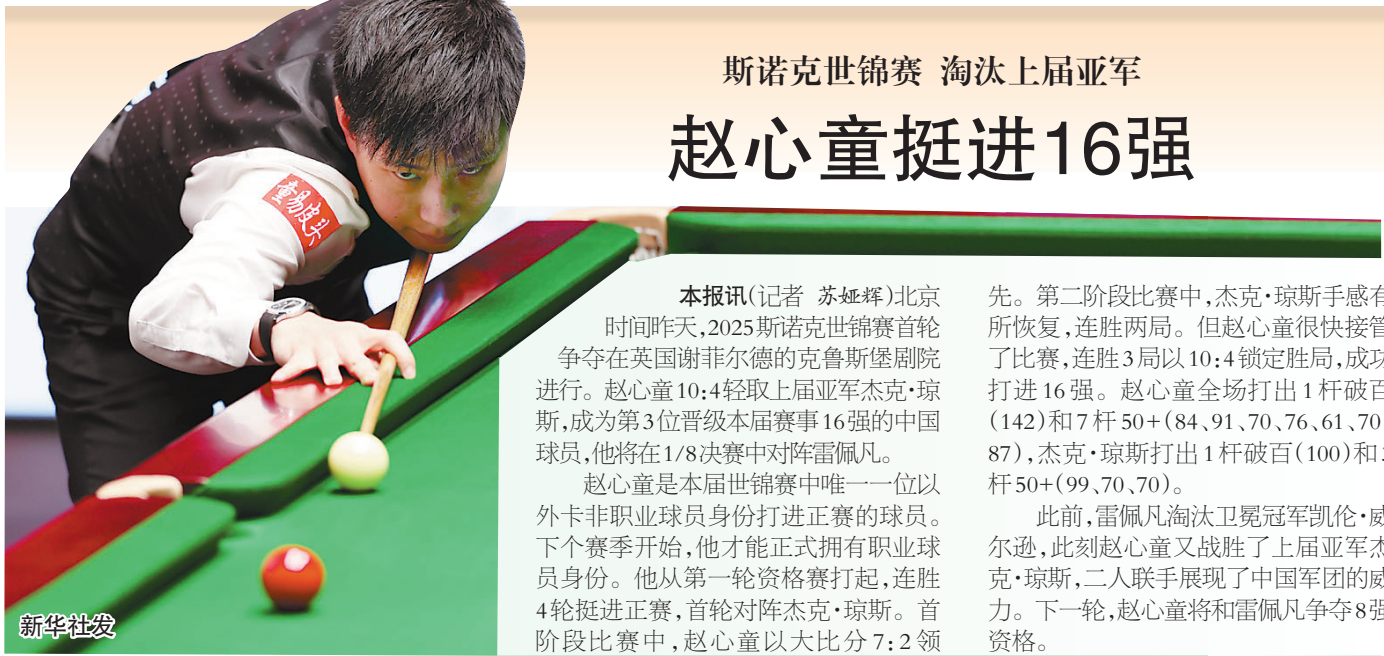 斯诺克世锦赛 淘汰上届亚军
赵心童挺进16强
童易皮头
本报讯(记者 苏娅辉)北京
时间昨天,2025斯诺克世锦赛首轮
争夺在英国谢菲尔德的克鲁斯堡剧院
进行。赵心童10:4轻取上届亚军杰克·琼
斯,成为第3位晋级本届赛事16强的中国
球员,他将在1/8决赛中对阵雷佩凡。
赵心童是本届世锦赛中唯一一位以
外卡非职业球员身份打进正赛的球员。
下个赛季开始,他才能正式拥有职业球
员身份。他从第一轮资格赛打起,连胜
4轮挺进正赛,首轮对阵杰克·琼斯。首
阶段比赛中,赵心童以大比分7:2领
先。第二阶段比赛中,杰克·琼斯手感有
所恢复,连胜两局。但赵心童很快接管
了比赛,连胜3局以10:4锁定胜局,成功
打进16强。赵心童全场打出1杆破百
(142)和7杆50+(84、91、70、76、61、70
87),杰克·琼斯打出1杆破百(100)和
杆50+(99、70、70)。
此前,雷佩凡淘汰卫冕冠军凯伦·威
尔逊,此刻赵心童又战胜了上届亚军杰
克·琼斯,二人联手展现了中国军团的威
力。下一轮,赵心童将和雷佩凡争夺8强
资格。
新华社发